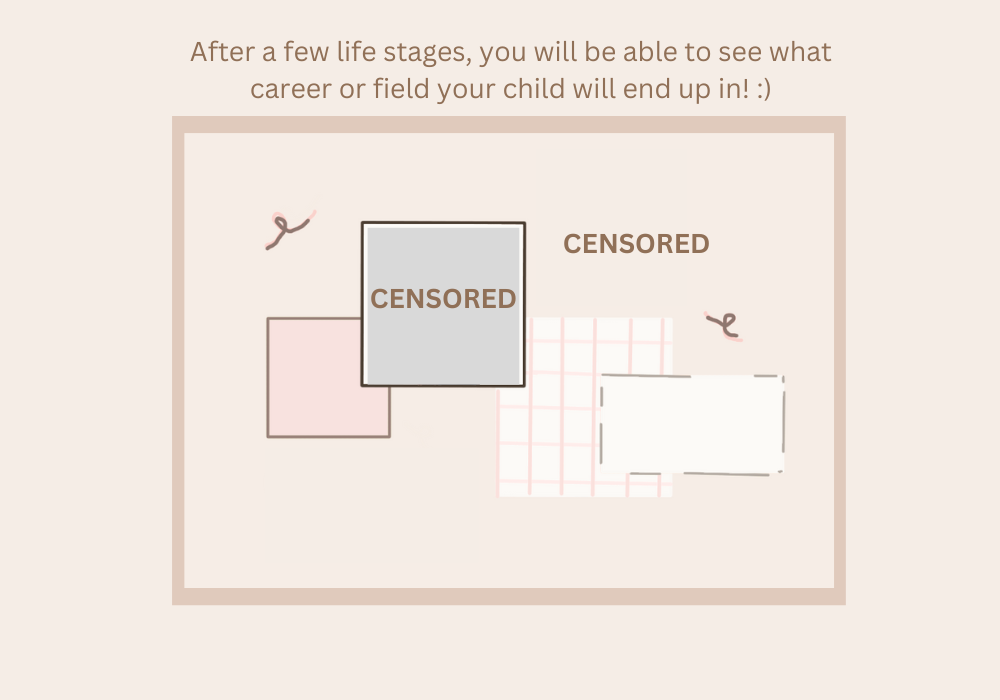 After a few life stages, you will be able to see what
career or field your child will end up in! :)
CENSORED
CENSORED